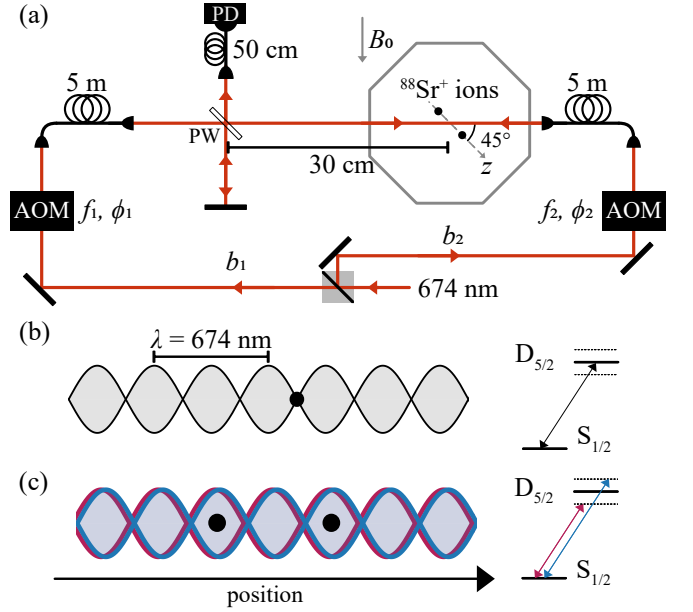 (a)
PD
50 cm
B₀
5 m
⁸⁸Sr⁺ ions
5 m
PW
45°
z
30 cm
AOM
f₁, ϕ₁
f₂, ϕ₂
AOM
b₁
b₂
674 nm
(b)
λ = 674 nm
D₅/₂
S₁/₂
(c)
D₅/₂
S₁/₂
position